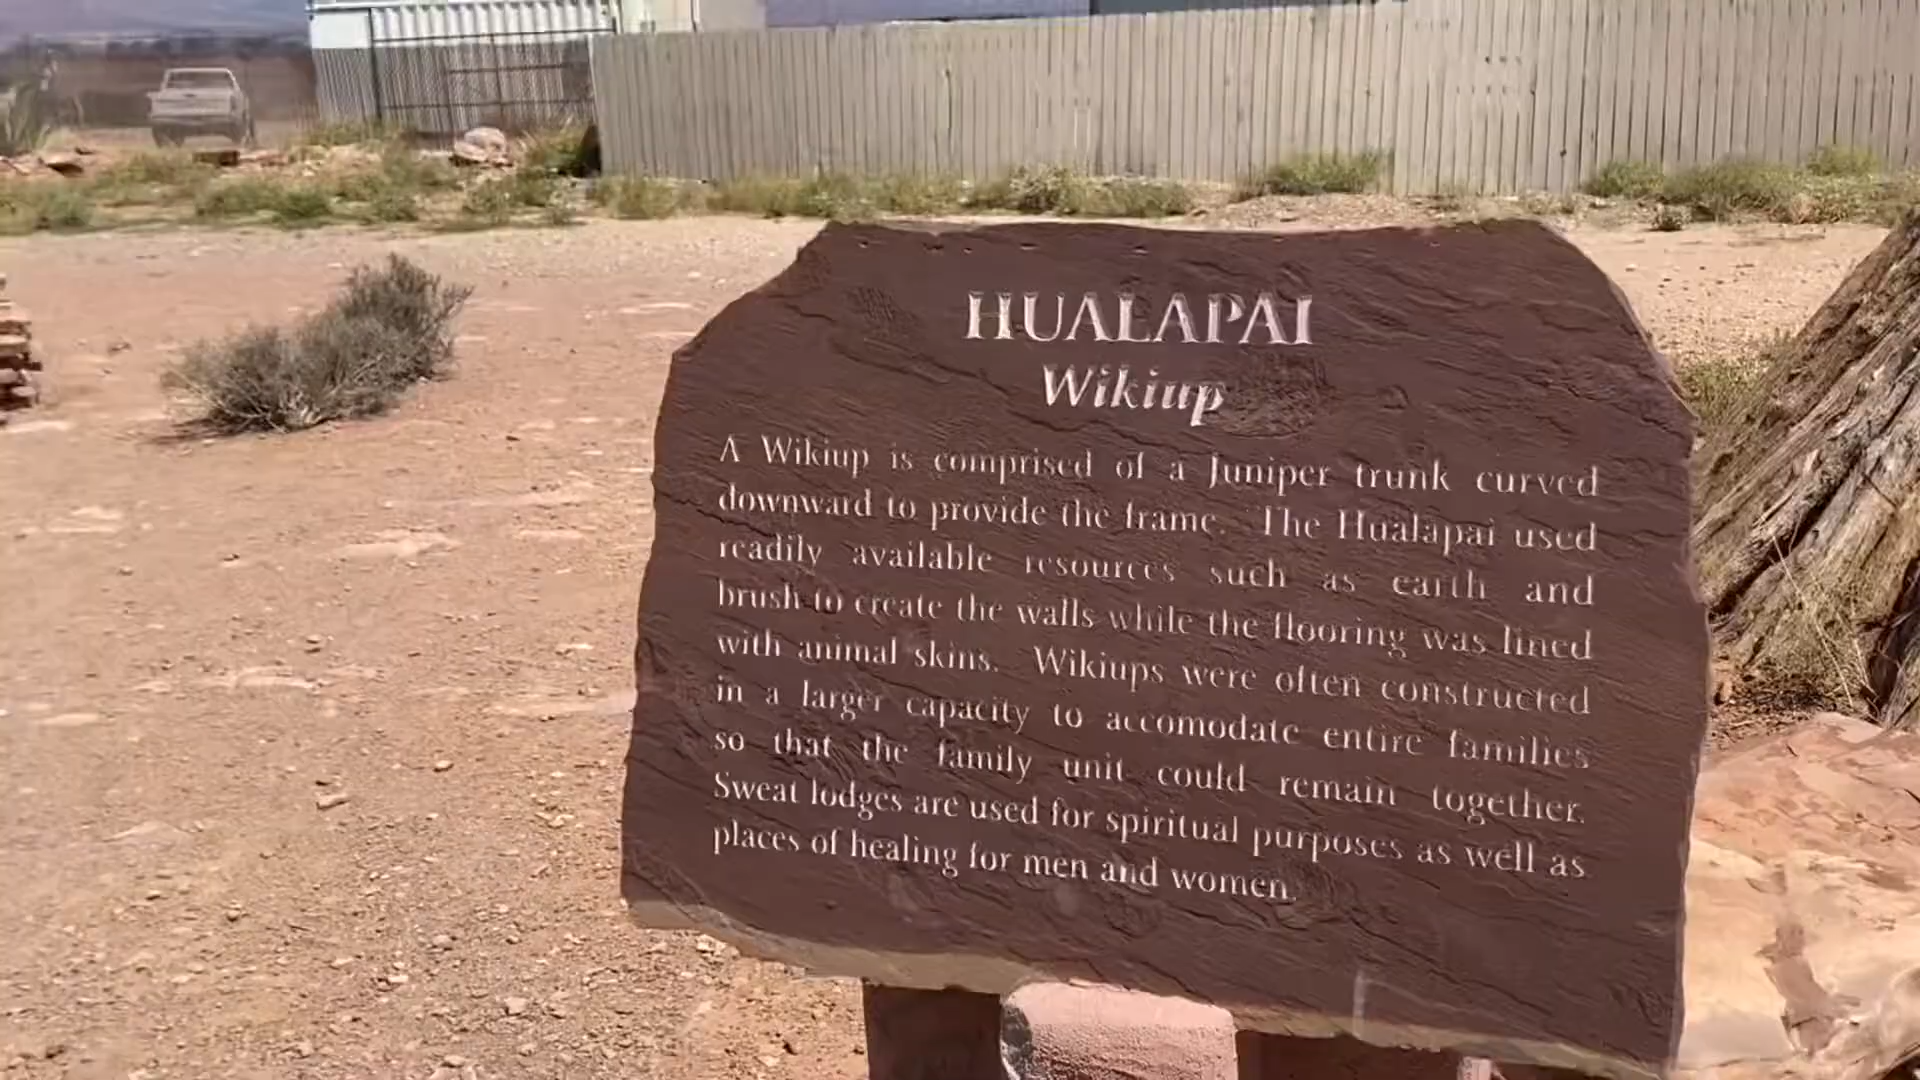 HUALAPAI
Wikiup
A Wikiup is comprised of a Juniper trunk curved
downward to provide the frame. The Hualapai used
readily available resources such as earth and
brush to create the walls while the flooring was lined
with animal skins. Wikiups were often constructed
in a larger capacity to accomodate entire families
so that the family unit could remain together.
Sweat lodges are used for spiritual purposes as well as
places of healing for men and women.